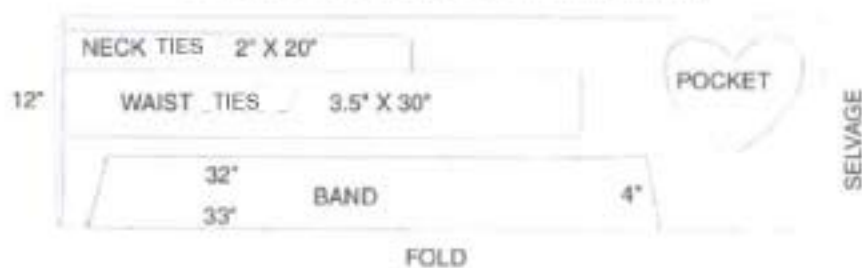 NECK TIES 2" X 20"
POCKET
12"
WAIST TIES 3.5" X 30"
SELVAGE
32"
BAND
4"
33"
FOLD